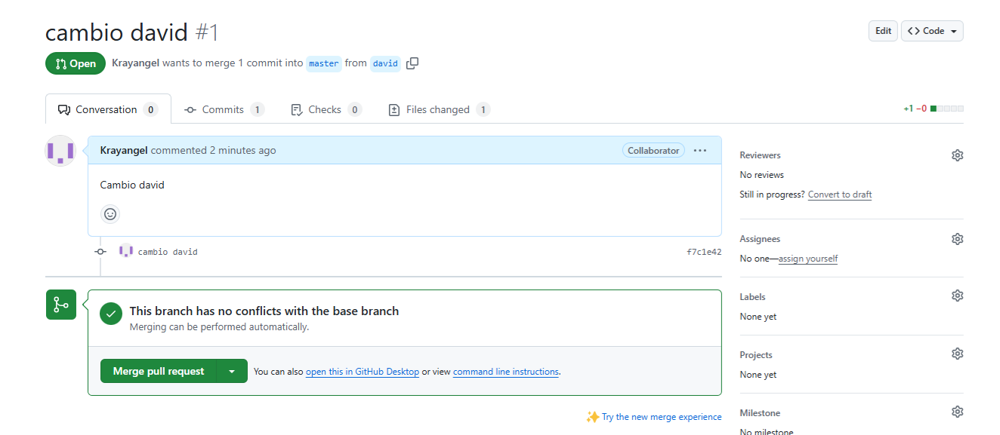 cambio david #1
Edit
Code
Open
Krayangel wants to merge 1 commit into master from david
Conversation 0
Commits 1
Checks 0
Files changed 1
+1 −0
Krayangel commented 2 minutes ago
Collaborator
Cambio david
cambio david
f7c1e42
This branch has no conflicts with the base branch
Merging can be performed automatically.
Merge pull request
You can also open this in GitHub Desktop or view command line instructions.
Try the new merge experience
Reviewers
No reviews
Still in progress? Convert to draft
Assignees
No one—assign yourself
Labels
None yet
Projects
None yet
Milestone
No milestone